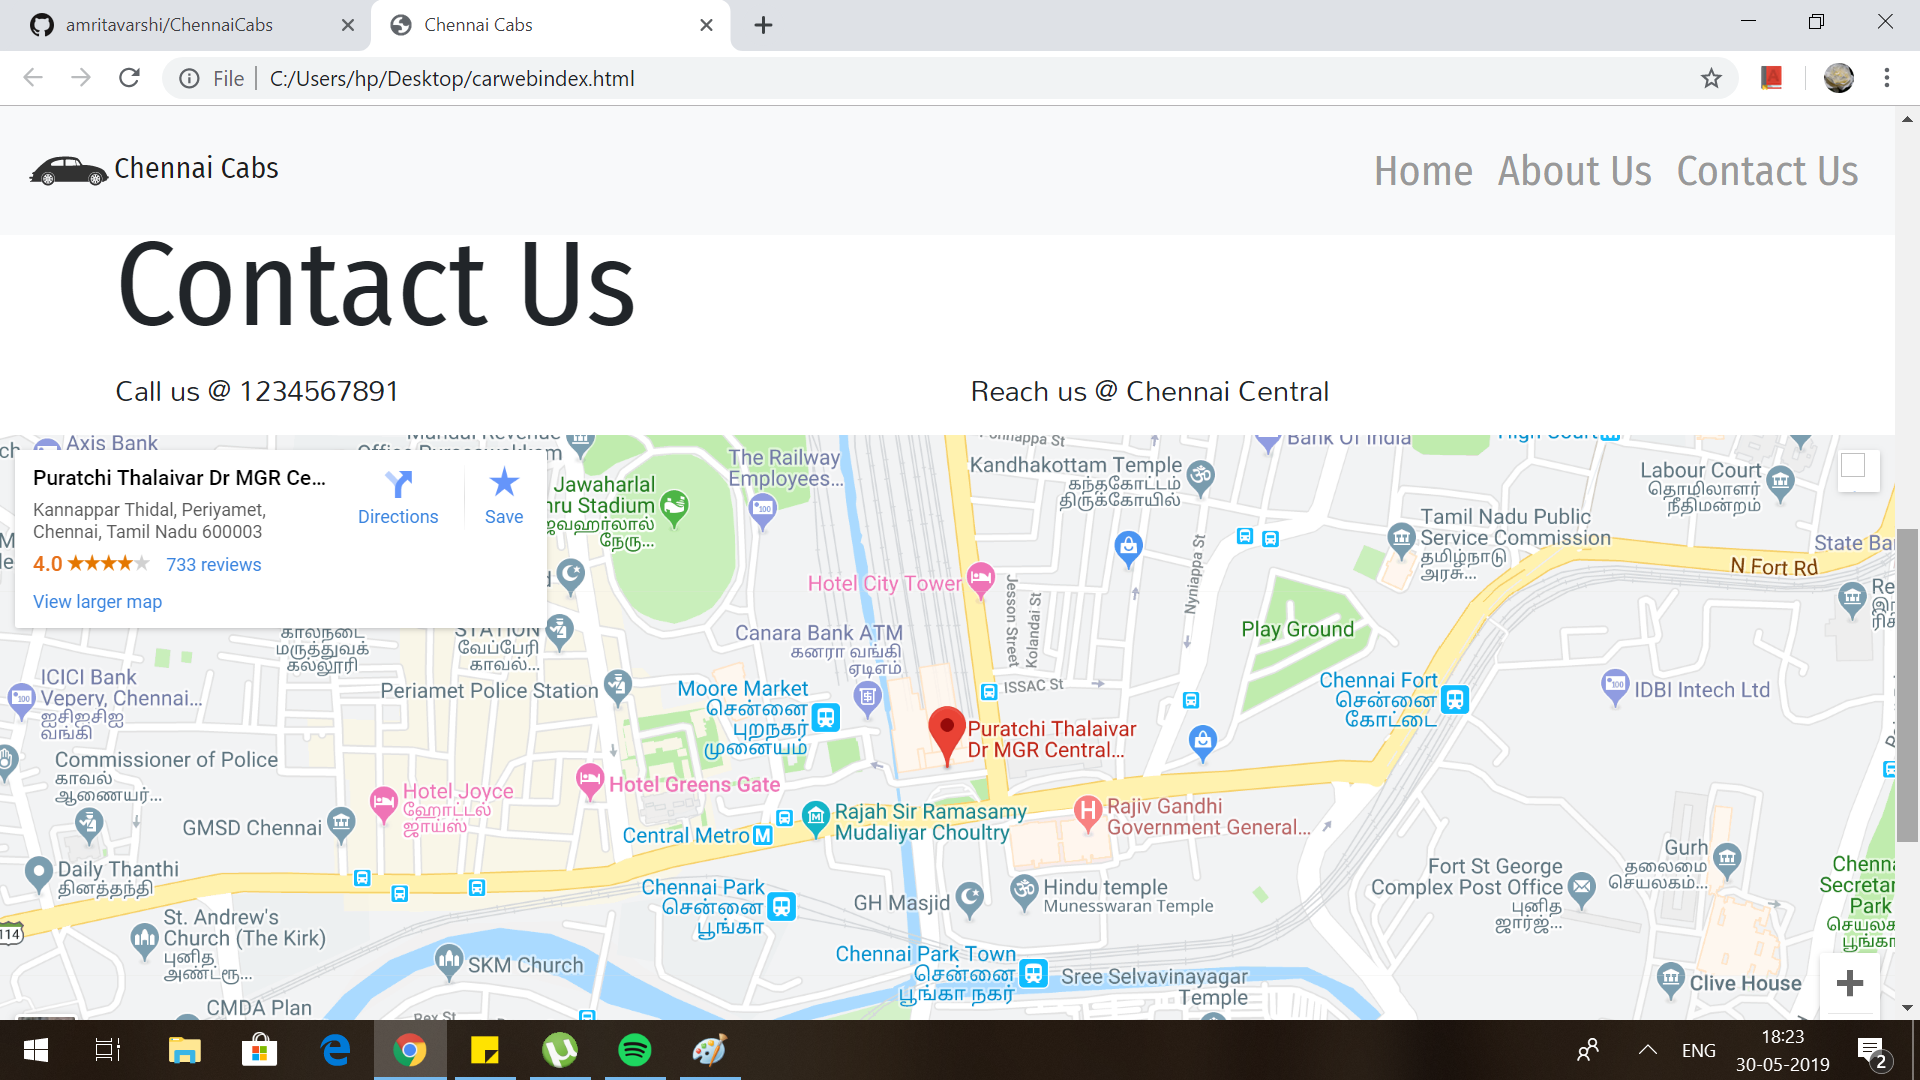 amritavarshi/ChennaiCabs
Chennai Cabs
File
C:/Users/hp/Desktop/carwebindex.html
Chennai Cabs
Home
About Us
Contact Us
Contact Us
Call us @ 1234567891
Reach us @ Chennai Central
Axis Bank
Puratchi Thalaivar Dr MGR Ce...
Kannappar Thidal, Periyamet,
Chennai, Tamil Nadu 600003
4.0
733 reviews
View larger map
Directions
Save
Jawaharlal
ஜவஹர்லால்
நேரு...
The Railway
Employees...
Kandhakottam Temple
கந்தகோட்டம்
திருக்கோயில்
Bank Of India
Labour Court
தொழிலாளர்
நீதிமன்றம்
Tamil Nadu Public
Service Commission
தமிழ்நாடு
அரசு...
N Fort Rd
Hotel City Tower
Jesson Street
Kolandai St
Nyniappa St
Play Ground
STATION
வேப்பேரி
காவல்...
கால்நடை
மருத்துவக்
கல்லூரி
Canara Bank ATM
கனரா வங்கி
ஏடிஎம்
ICICI Bank
Vepery, Chennai...
ஐசிஐசிஐ
வங்கி
Periamet Police Station
Moore Market
சென்னை
புறநகர்
முனையம்
ISSAC St
Chennai Fort
சென்னை
கோட்டை
IDBI Intech Ltd
Puratchi Thalaivar
Dr MGR Central...
Commissioner of Police
காவல்
ஆணையர்...
Hotel Joyce
ஹோட்டல்
ஜாய்ஸ்
Hotel Greens Gate
GMSD Chennai
Central Metro
M
Rajah Sir Ramasamy
Mudaliyar Choultry
H
Rajiv Gandhi
Government General...
Daily Thanthi
தினத்தந்தி
Chennai Park
சென்னை
பூங்கா
GH Masjid
Hindu temple
Munesswaran Temple
Fort St George
Complex Post Office
புனித
ஜார்ஜ்...
Gurh
தலைமை
செயலகம்...
Park
114
St. Andrew's
Church (The Kirk)
புனித
அண்ட்ரூ...
SKM Church
Chennai Park Town
சென்னை
பூங்கா நகர்
Sree Selvavinayagar
Temple
Clive House
CMDA Plan
ENG
18:23
30-05-2019
2